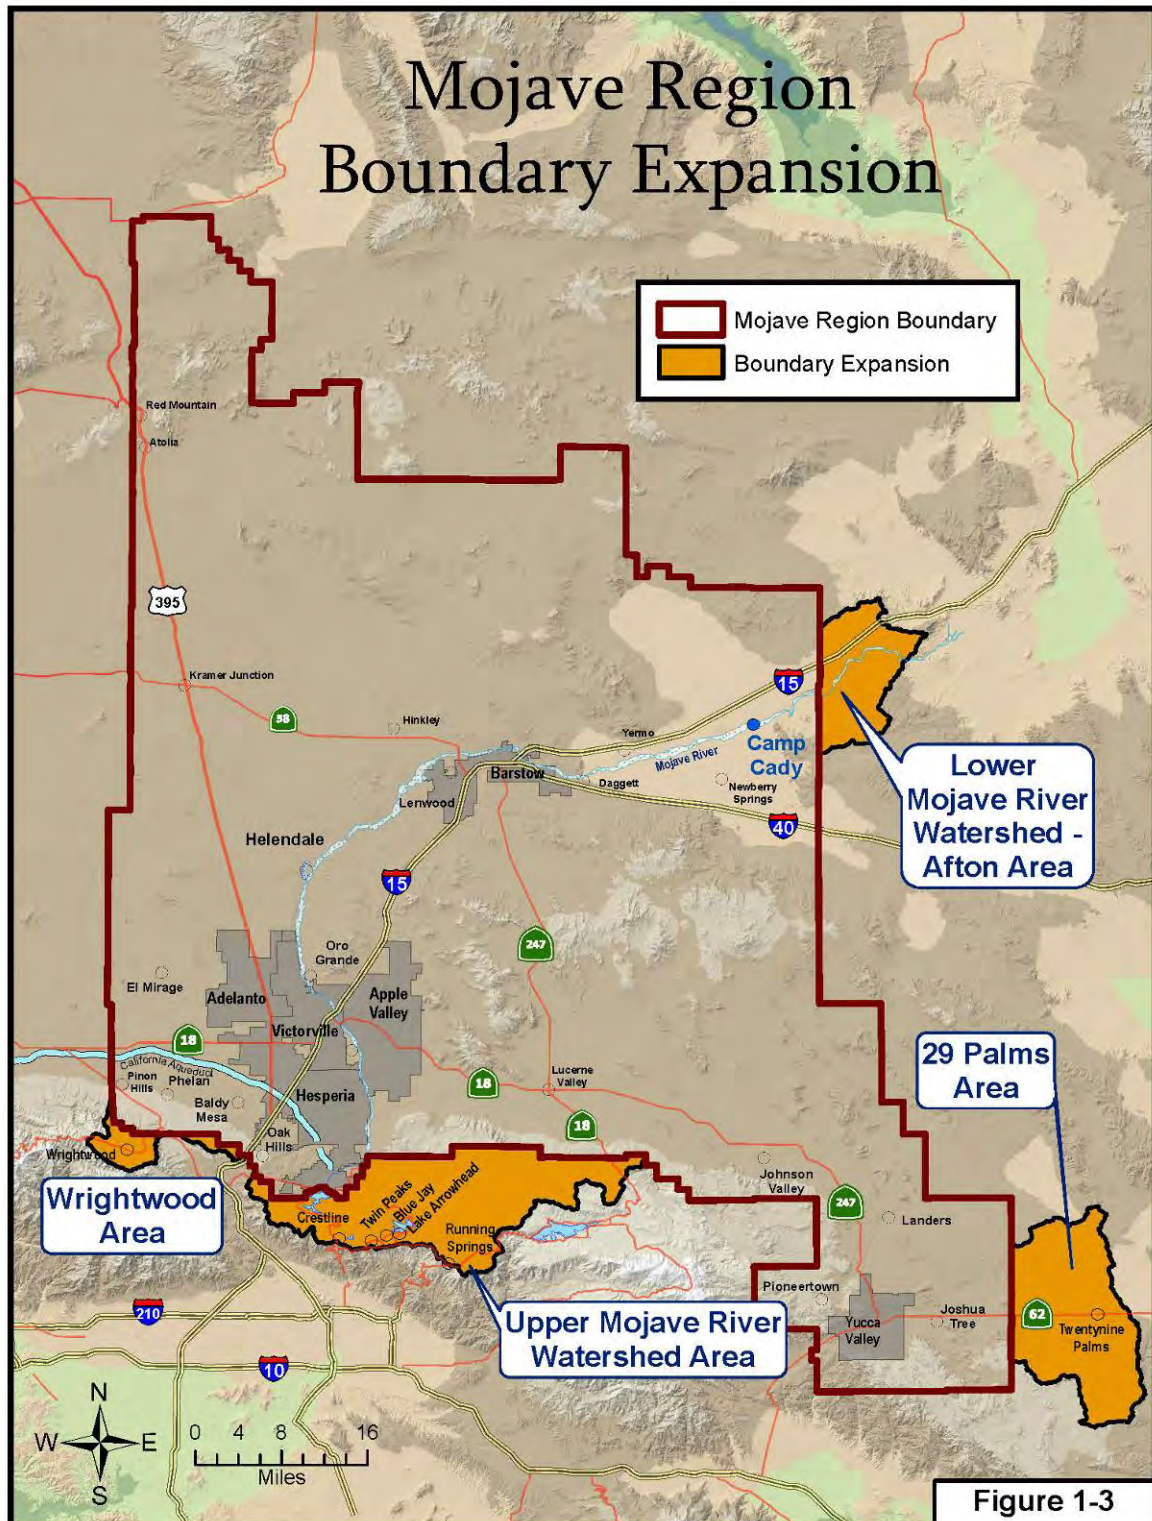 Mojave Region
Boundary Expansion
Mojave Region Boundary
Boundary Expansion
Red Mountain
Atolia
395
Kramer Junction
58
Hinkley
15
Yermo
Mojave River
Camp
Cady
Barstow
Daggett
Newberry
Springs
Lenwood
40
Lower
Mojave River
Watershed -
Afton Area
Helendale
15
247
Oro
Grande
El Mirage
Adelanto
Apple
Valley
Victorville
18
California Aqueduct
Pinon
Hills
Phelan
Baldy
Mesa
Hesperia
18
Lucerne
Valley
29 Palms
Area
Oak
Hills
18
Wrightwood
Wrightwood
Area
Crestline
Twin Peaks
Blue Jay
Lake Arrowhead
Running
Springs
Johnson
Valley
247
Landers
Pioneertown
Yucca
Valley
Joshua
Tree
62
Twentynine
Palms
210
Upper Mojave River
Watershed Area
10
N
W
E
S
0 4 8 16
Miles
Figure 1-3